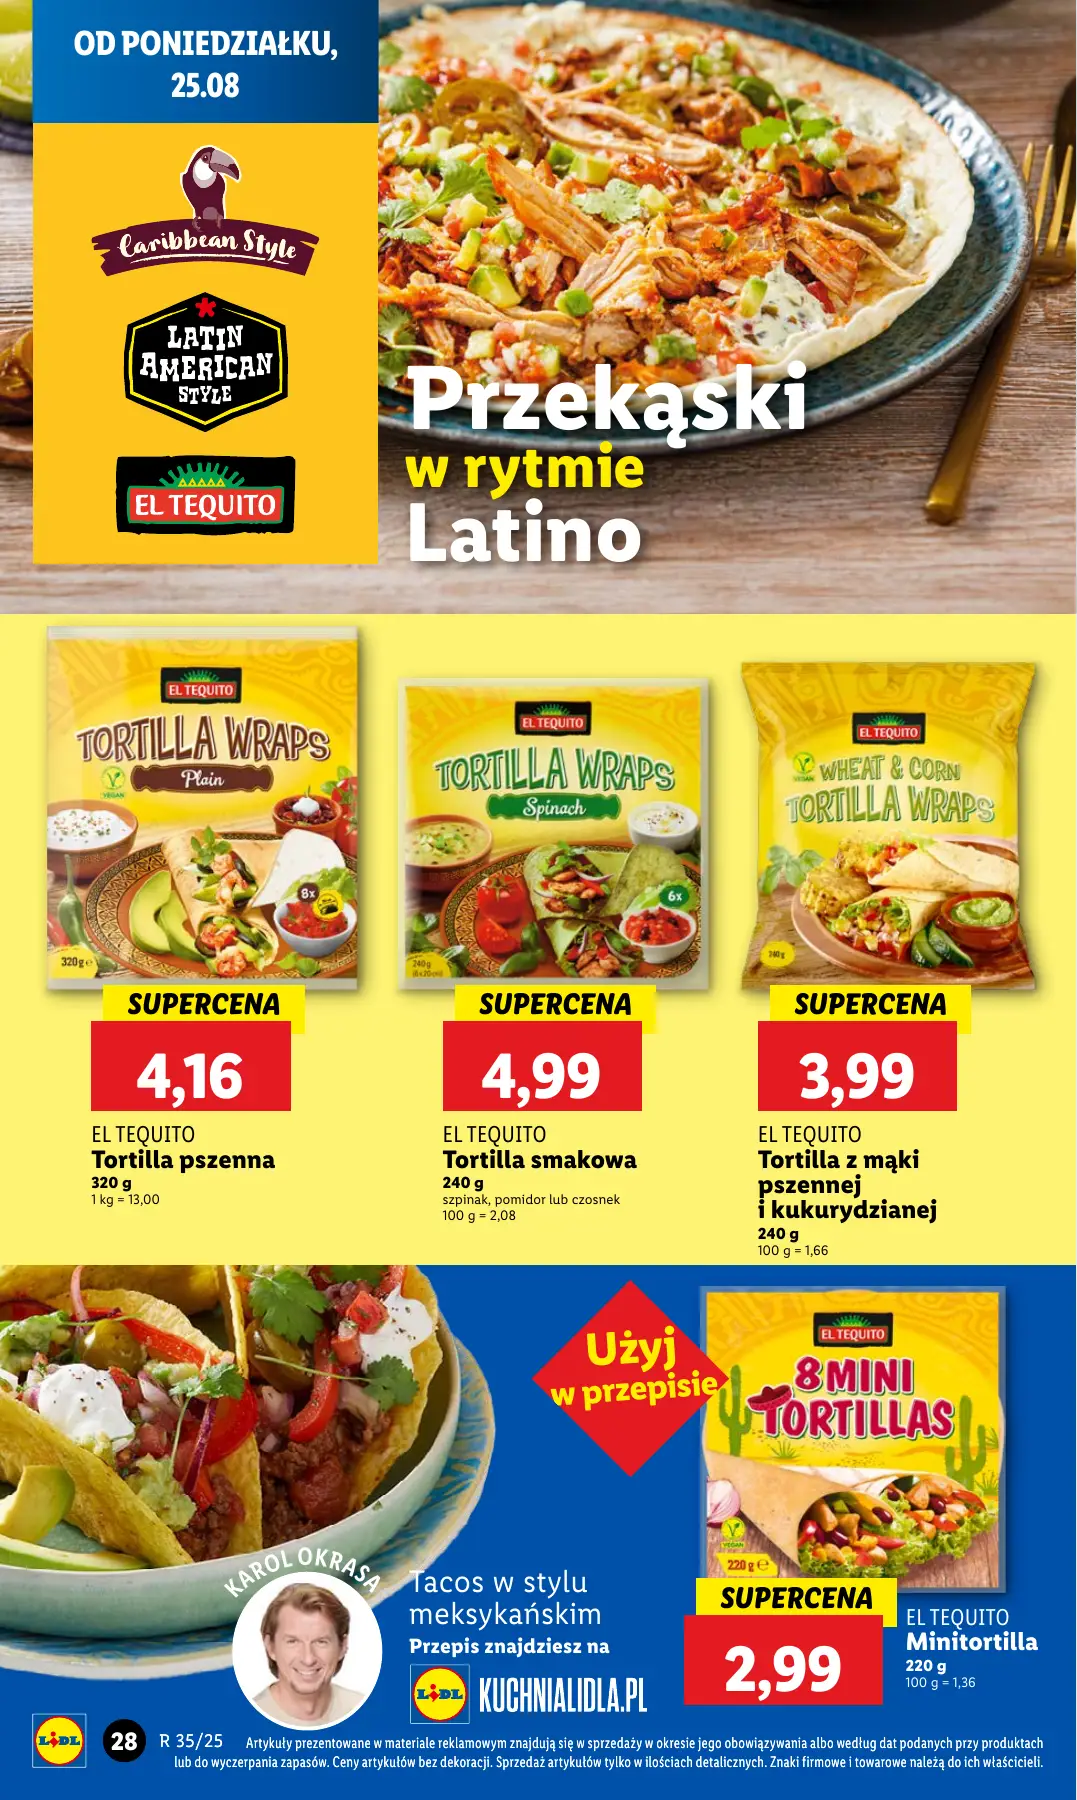 OD PONIEDZIAŁKU,
25.08
Caribbean Style
LATIN
AMERICAN
STYLE
EL TEQUITO
Przekąski
w rytmie
Latino
EL TEQUITO
TORTILLA WRAPS
Plain
VEGAN
8x
320g e
EL TEQUITO
TORTILLA WRAPS
Spinach
6x
240g
EL TEQUITO
WHEAT & CORN
TORTILLA WRAPS
VEGAN
240g
SUPERCENA
4,16
EL TEQUITO
Tortilla pszenna
320 g
1 kg = 13,00
SUPERCENA
4,99
EL TEQUITO
Tortilla smakowa
240 g
szpinak, pomidor lub czosnek
100 g = 2,08
SUPERCENA
3,99
EL TEQUITO
Tortilla z mąki
pszennej
i kukurydzianej
240 g
100 g = 1,66
Użyj
w przepisie
EL TEQUITO
8 MINI
TORTILLAS
VEGAN
220 g e
KAROL OKRASA
Tacos w stylu
meksykańskim
Przepis znajdziesz na
LIDL KUCHNIALIDLA.PL
SUPERCENA
2,99
EL TEQUITO
Minitortilla
220 g
100 g = 1,36
LIDL
28
R 35/25
Artykuły prezentowane w materiale reklamowym znajdują się w sprzedaży w okresie jego obowiązywania albo według dat podanych przy produktach
lub do wyczerpania zapasów. Ceny artykułów bez dekoracji. Sprzedaż artykułów tylko w ilościach detalicznych. Znaki firmowe i towarowe należą do ich właścicieli.